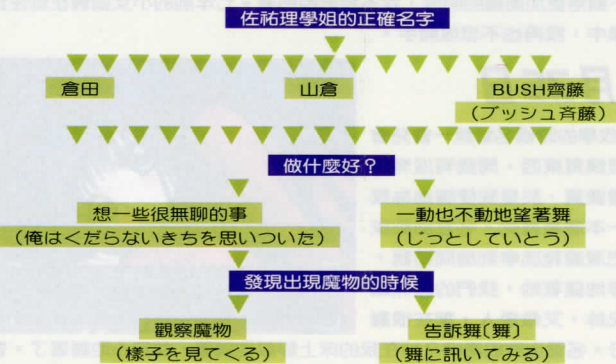 佐祐理學姐的正確名字
倉田 山倉 BUSH齊藤
(ブッシュ斉藤)
做什麼好?
想一些很無聊的事 一動也不動地望著舞
(俺はくだらないきちを思いついた) (じっとしていとう)
發現出現魔物的時候
觀察魔物 告訴舞〔舞〕
(樣子を見てくる) (舞に訊いてみる)